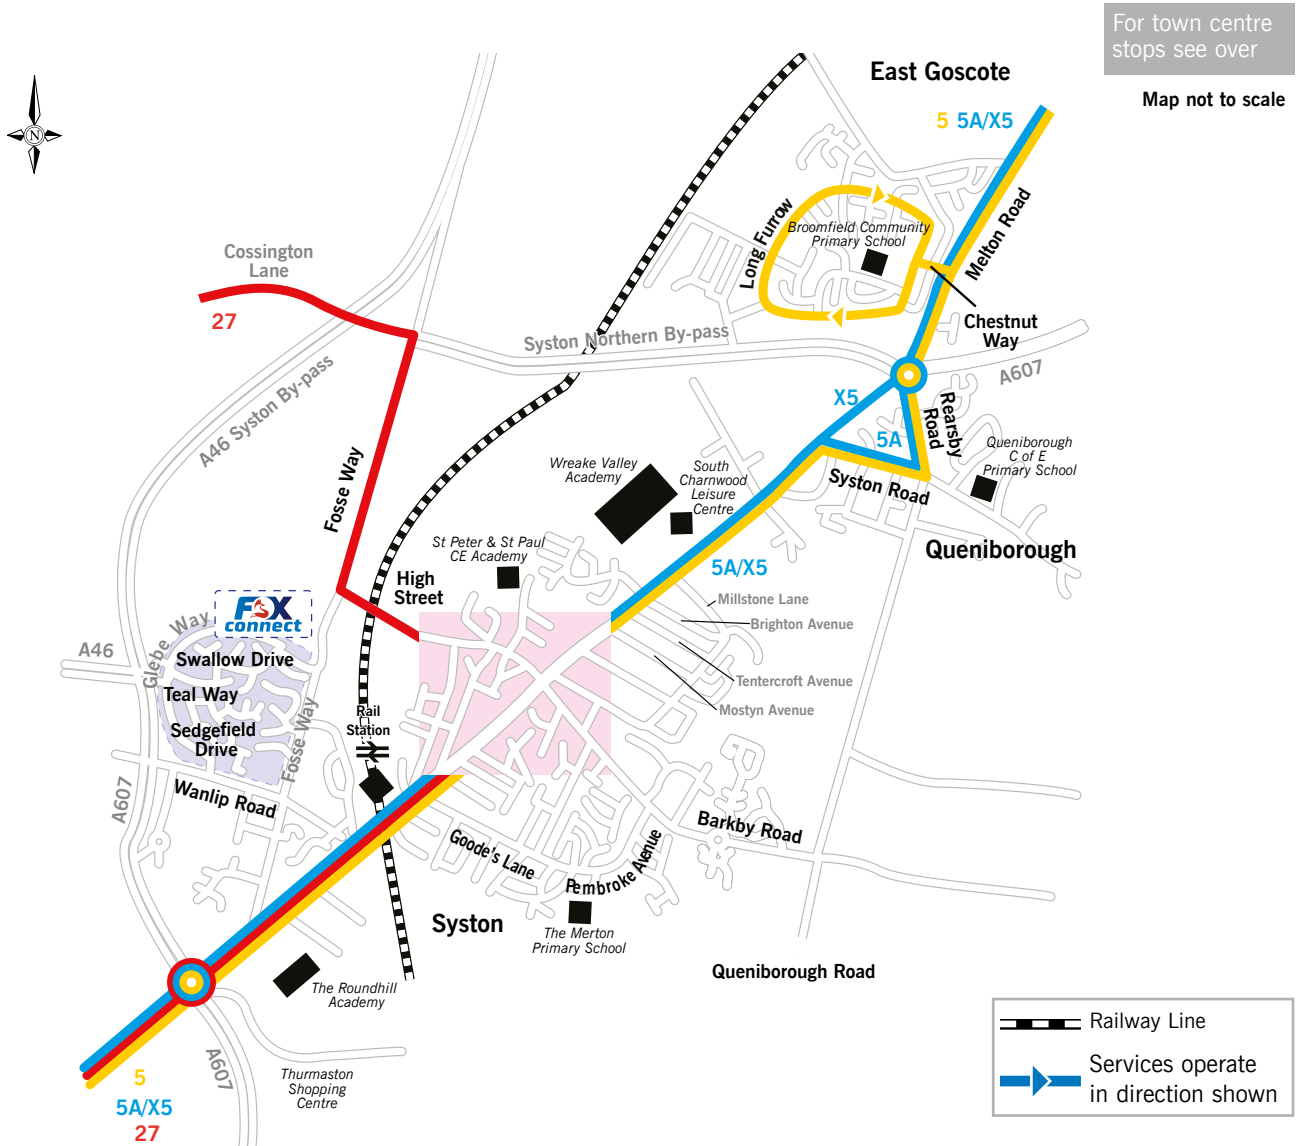 For town centre
stops see over
Map not to scale
N
East Goscote
5 5A/X5
Long Furrow
Broomfield Community
Primary School
Melton Road
Chestnut
Way
Cossington
Lane
27
Syston Northern By-pass
A607
A46 Syston By-pass
X5
5A
Rearsby
Road
Queniborough
C of E
Primary School
Syston Road
Fosse Way
Wreake Valley
Academy
South
Charnwood
Leisure
Centre
St Peter & St Paul
CE Academy
Queniborough
5A/X5
High
Street
Millstone Lane
Brighton Avenue
Tentercroft Avenue
Mostyn Avenue
FOX
connect
Glebe Way
A46
Swallow Drive
Teal Way
Sedgefield
Drive
Fosse Way
Rail
Station
A607
Wanlip Road
Goode's Lane
Pembroke Avenue
Barkby Road
Syston
The Merton
Primary School
Queniborough Road
The Roundhill
Academy
A607
Thurmaston
Shopping
Centre
5
5A/X5
27
Railway Line
Services operate
in direction shown